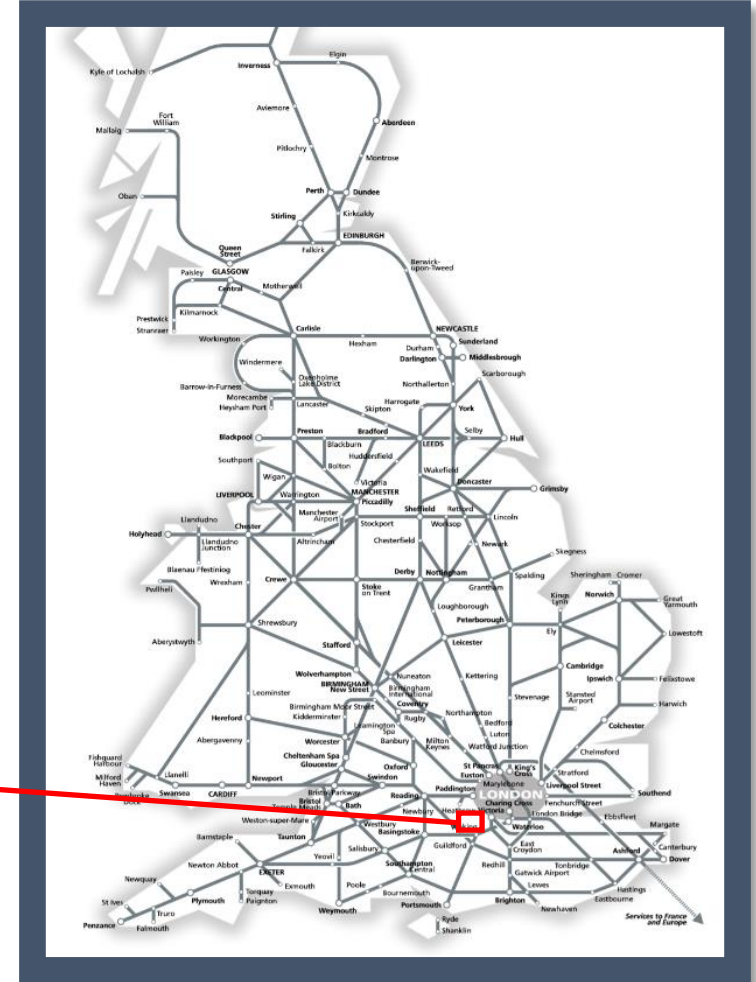 Elgin
Inverness
Kyle of Lochalsh
Aviemore
Fort
William
Aberdeen
Mallaig
Pitlochry
Montrose
Perth
Dundee
Oban
Stirling
Kirkcaldy
EDINBURGH
Queen
Street
Falkirk
Berwick-
upon-Tweed
Paisley
GLASGOW
Central
Motherwell
Kilmarnock
Prestwick
Stranraer
Carlisle
NEWCASTLE
Workington
Hexham
Sunderland
Durham
Darlington
Middlesbrough
Windermere
Scarborough
Oxenholme
Lake District
Barrow-in-Furness
Northallerton
Morecambe
Heysham Port
Lancaster
Harrogate
York
Skipton
Blackpool
Preston
Bradford
LEEDS
Selby
Hull
Blackburn
Huddersfield
Southport
Bolton
Wakefield
Wigan
Victoria
Doncaster
MANCHESTER
Piccadilly
LIVERPOOL
Warrington
Grimsby
Manchester
Airport
Sheffield
Retford
Lincoln
Llandudno
Stockport
Worksop
Holyhead
Chester
Llandudno
Junction
Altrincham
Chesterfield
Newark
Skegness
Blaenau Ffestiniog
Wrexham
Crewe
Stoke
on Trent
Derby
Nottingham
Grantham
Spalding
Sheringham
Cromer
Pwllheli
Kings
Lynn
Norwich
Great
Yarmouth
Loughborough
Shrewsbury
Peterborough
Ely
Lowestoft
Aberystwyth
Stafford
Leicester
Wolverhampton
BIRMINGHAM
New Street
Nuneaton
Kettering
Cambridge
Birmingham
International
Ipswich
Felixstowe
Leominster
Coventry
Stevenage
Stansted
Airport
Birmingham Moor Street
Kidderminster
Rugby
Northampton
Harwich
Hereford
Leamington
Spa
Bedford
Colchester
Abergavenny
Worcester
Banbury
Milton
Keynes
Luton
Watford Junction
Chelmsford
Cheltenham Spa
Gloucester
Oxford
St Pancras
King's
Cross
Euston
Stratford
Fishguard
Harbour
Milford
Haven
Llanelli
Swansea
CARDIFF
Newport
Swindon
Marylebone
Liverpool Street
Paddington
LONDON
Southend
Dock
Bristol Parkway
Bristol
Bath
Reading
Charing Cross
Fenchurch Street
Newbury
Victoria
London Bridge
Ebbsfleet
Weston-super-Mare
Westbury
Basingstoke
Waterloo
Margate
Barnstaple
Taunton
Salisbury
Guildford
East
Croydon
Canterbury
Newton Abbot
Yeovil
Southampton
Central
Redhill
Tonbridge
Ashford
Dover
EXETER
Gatwick Airport
Newquay
Exmouth
Poole
Lewes
Hastings
Torquay
Paignton
Bournemouth
Eastbourne
St Ives
Plymouth
Weymouth
Portsmouth
Brighton
Newhaven
Truro
Penzance
Falmouth
Ryde
Shanklin
Services to France
and Europe